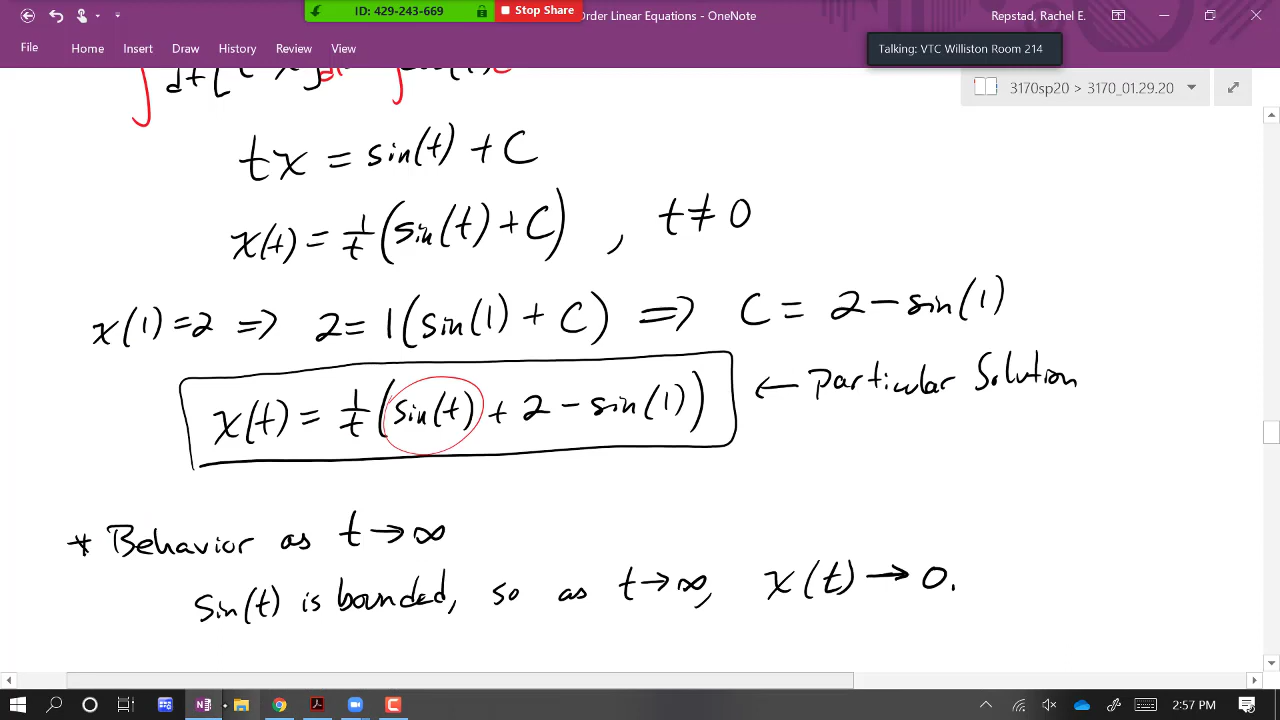 ID: 429-243-669
Stop Share
Order Linear Equations - OneNote
Repstad, Rachel E.
File Home Insert Draw History Review View
Talking: VTC Williston Room 214
3170sp20 > 3170_01.29.20
tx = sin(t) + C
x(t) = 1/t (sin(t) + C) , t ≠ 0
x(1) = 2 ⇒ 2 = 1(sin(1) + C) ⇒ C = 2 - sin(1)
x(t) = 1/t (sin(t) + 2 - sin(1)) ← Particular Solution
* Behavior as t → ∞
sin(t) is bounded, so as t → ∞, x(t) → 0.
2:57 PM